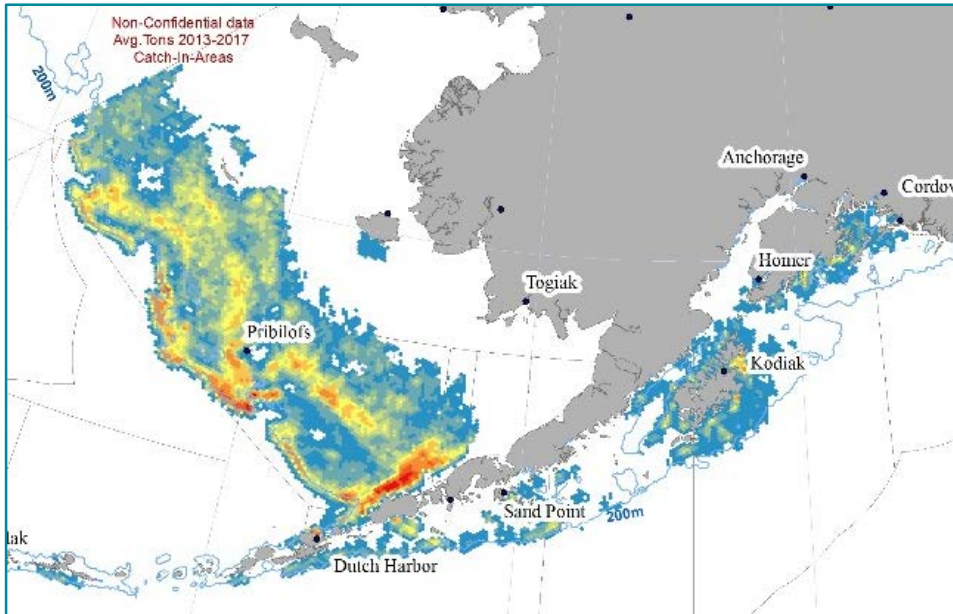 Non-Confidential data
Avg.Tons 2013-2017
Catch-In-Areas
200m
Anchorage
Cordov
Homer
Togiak
Pribilofs
Kodiak
Sand Point
200m
Dutch Harbor